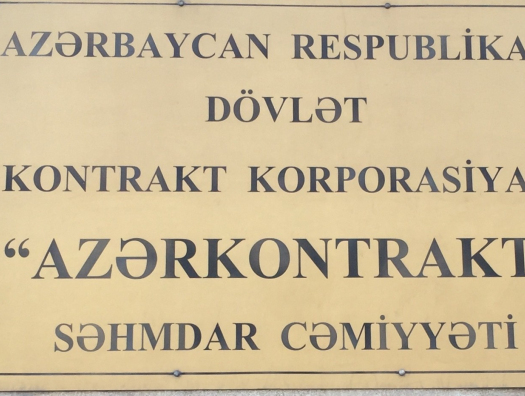 AZƏRBAYCAN RESPUBLİKA
DÖVLƏT
KONTRAKT KORPORASİYA
“AZƏRKONTRAKT
SƏHMDAR CƏMİYYƏTİ